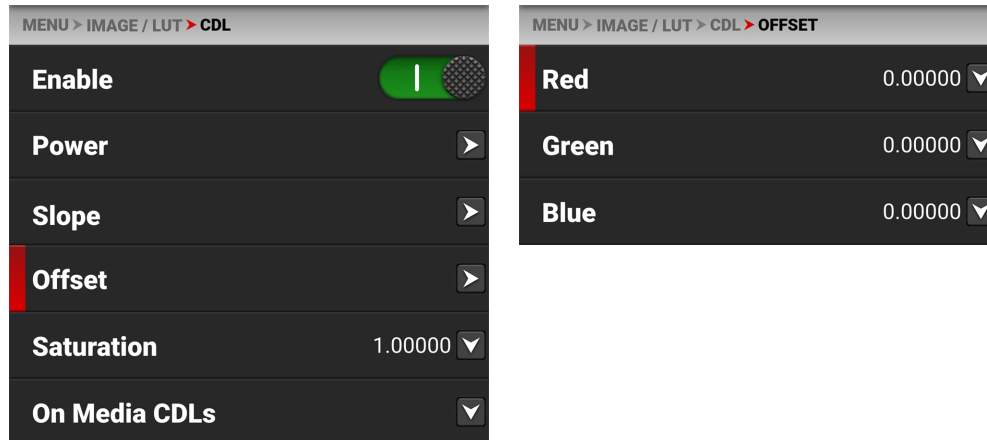 MENU > IMAGE / LUT > CDL
Enable
Power
Slope
Offset
Saturation 1.00000
On Media CDLs
MENU > IMAGE / LUT > CDL > OFFSET
Red 0.00000
Green 0.00000
Blue 0.00000